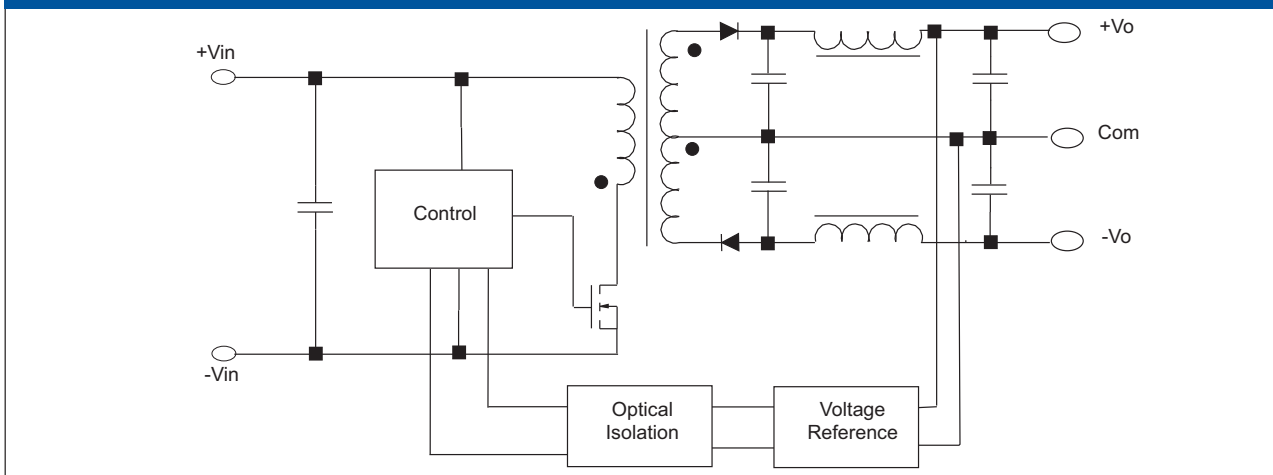 +Vin
+Vo
Com
Control
-Vo
-Vin
Optical
Isolation
Voltage
Reference